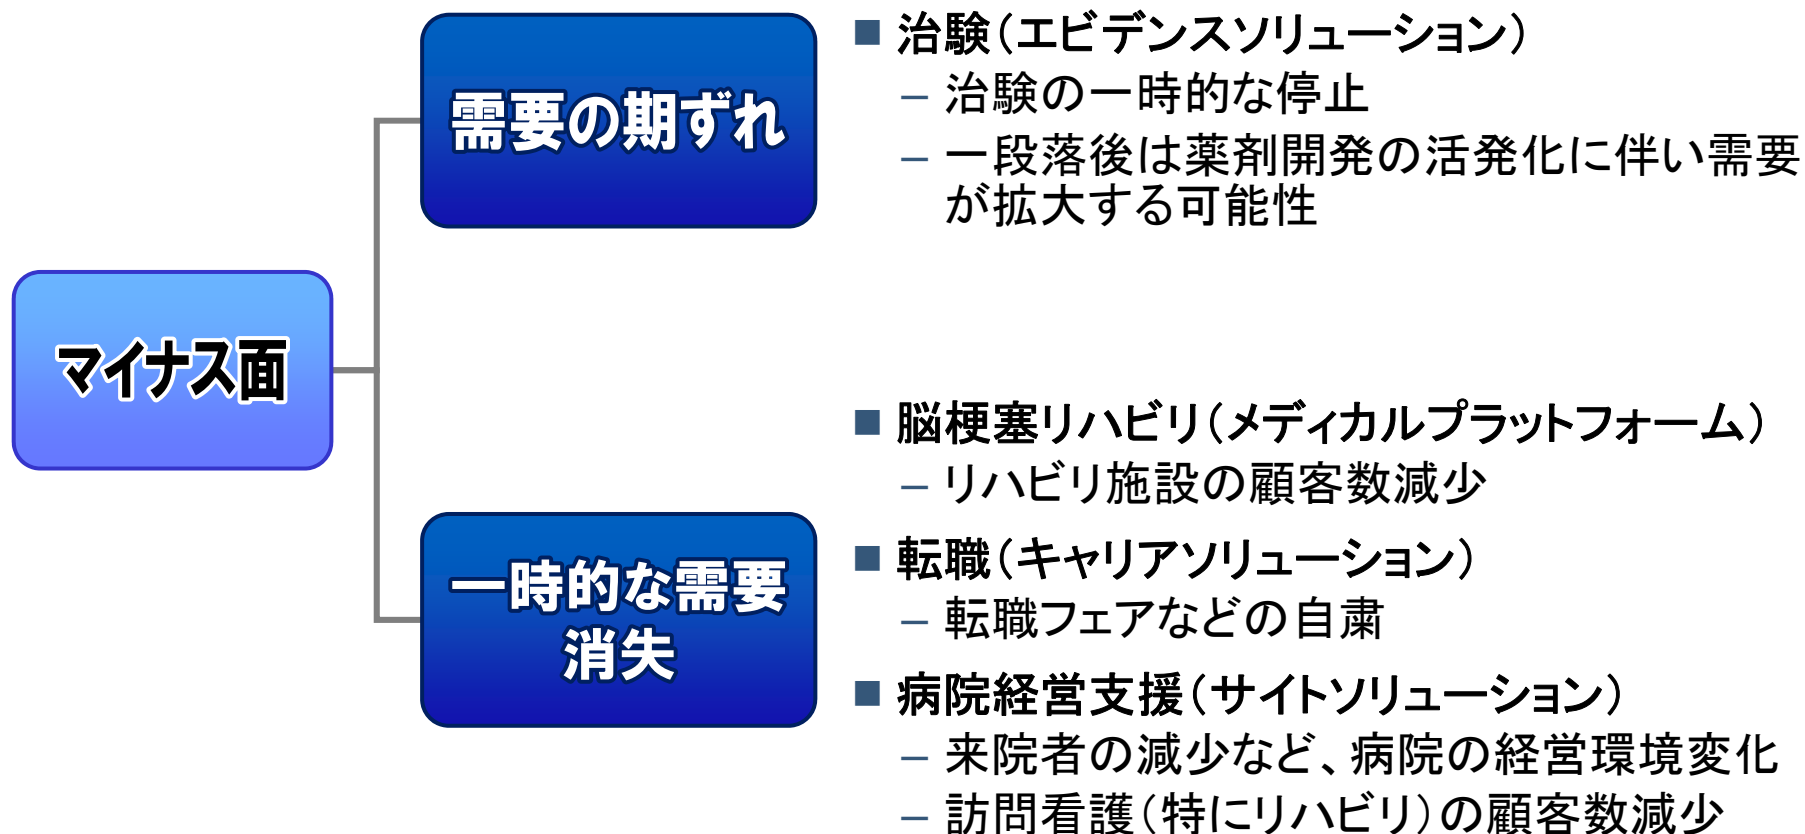 マイナス面
需要の期ずれ
■ 治験（エビデンスソリューション）
– 治験の一時的な停止
– 一段落後は薬剤開発の活発化に伴い需要
が拡大する可能性
一時的な需要
消失
■ 脳梗塞リハビリ（メディカルプラットフォーム）
– リハビリ施設の顧客数減少
■ 転職（キャリアソリューション）
– 転職フェアなどの自粛
■ 病院経営支援（サイトソリューション）
– 来院者の減少など、病院の経営環境変化
– 訪問看護（特にリハビリ）の顧客数減少